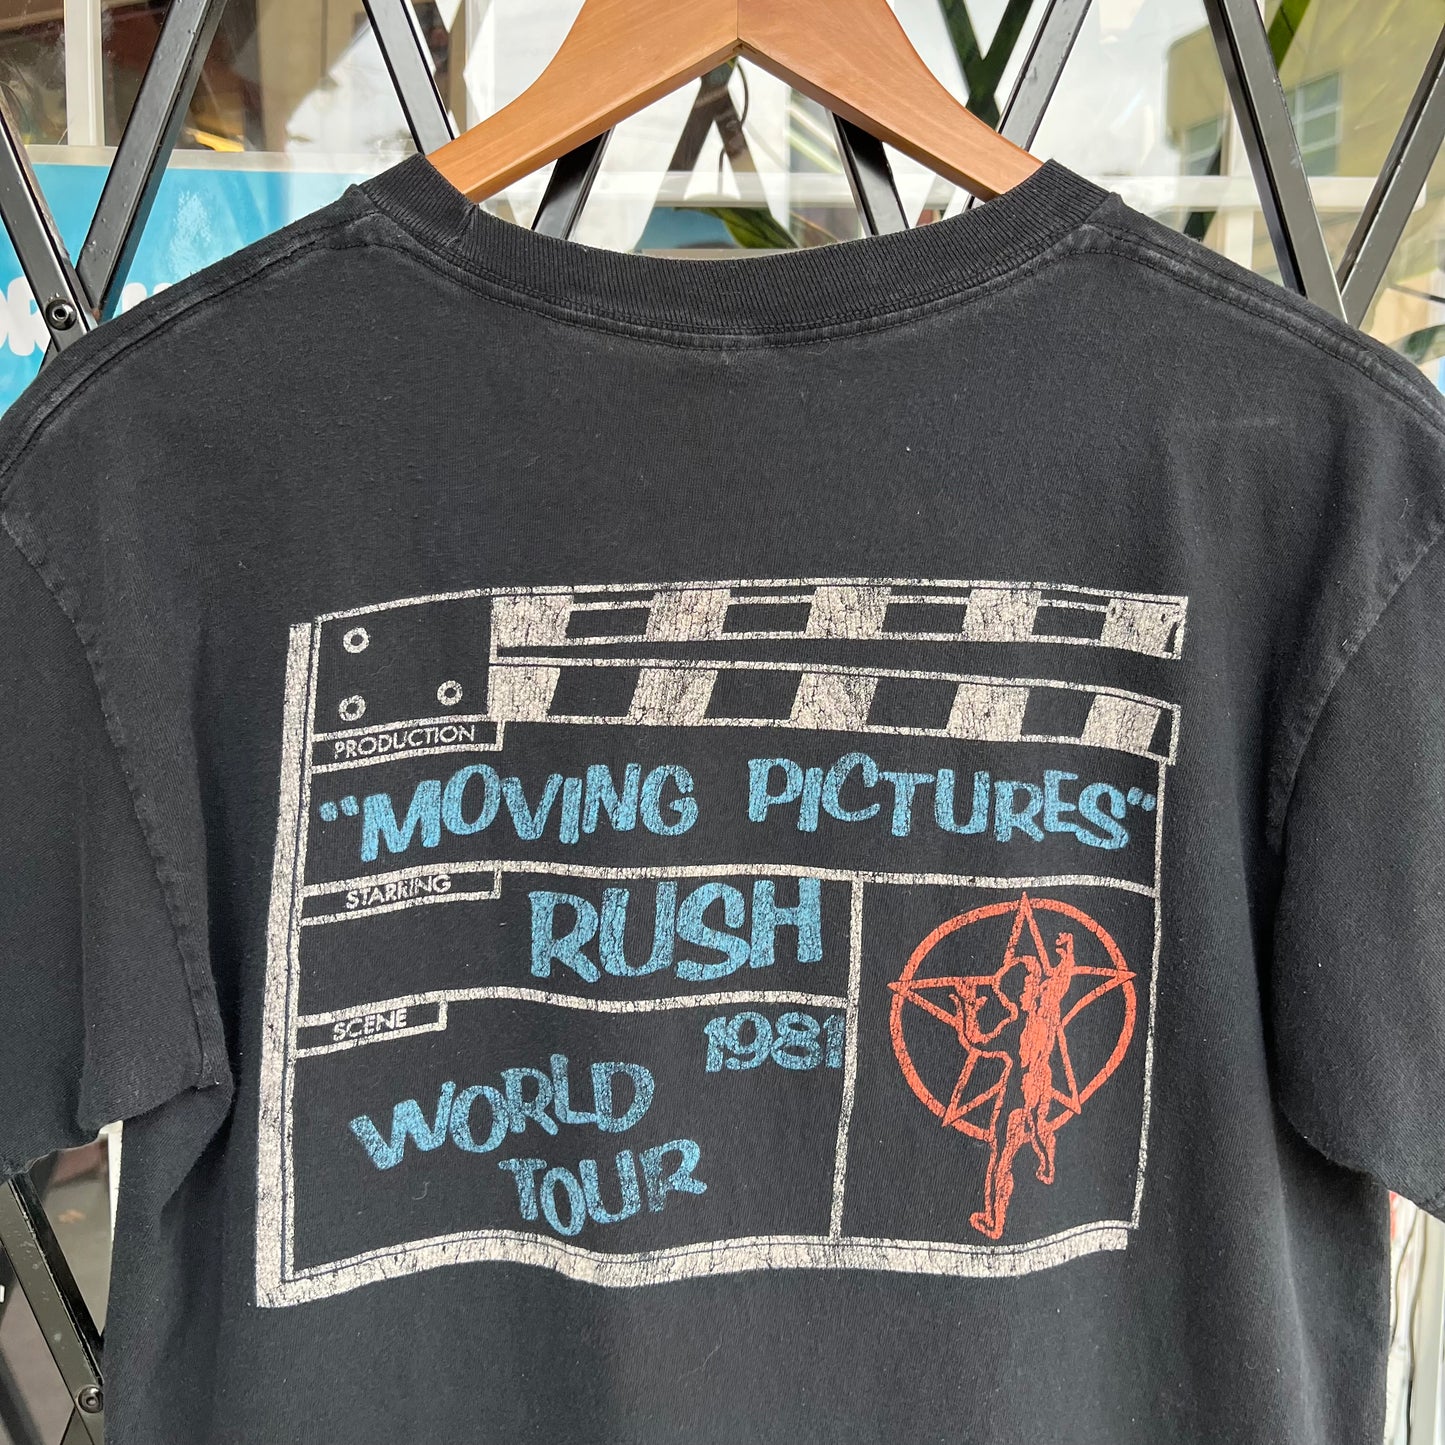 PRODUCTION
"MOVING PICTURES"
STARRING
RUSH
SCENE
1981
WORLD
TOUR